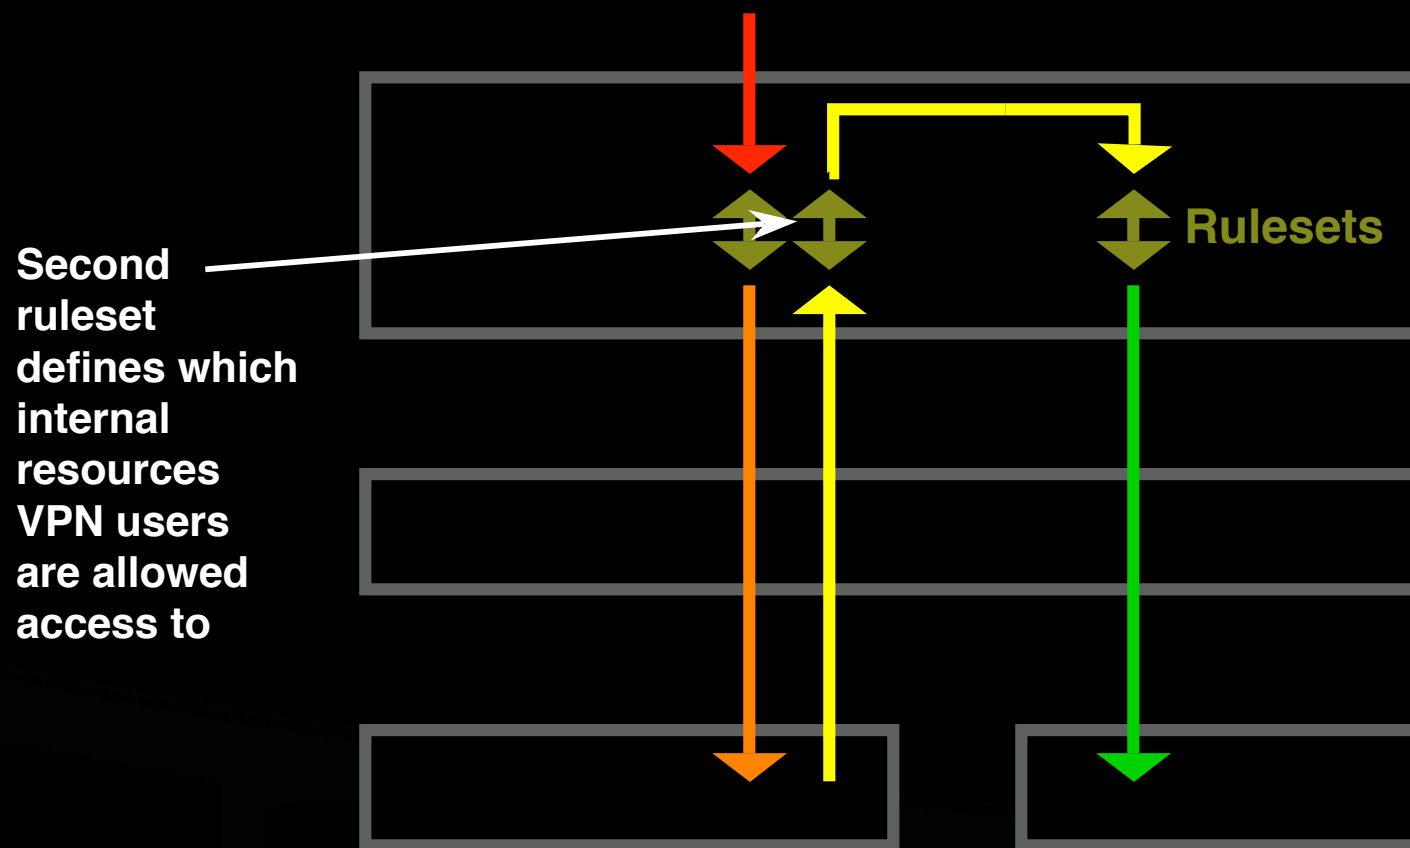 Second
ruleset
defines which
internal
resources
VPN users
are allowed
access to
Rulesets